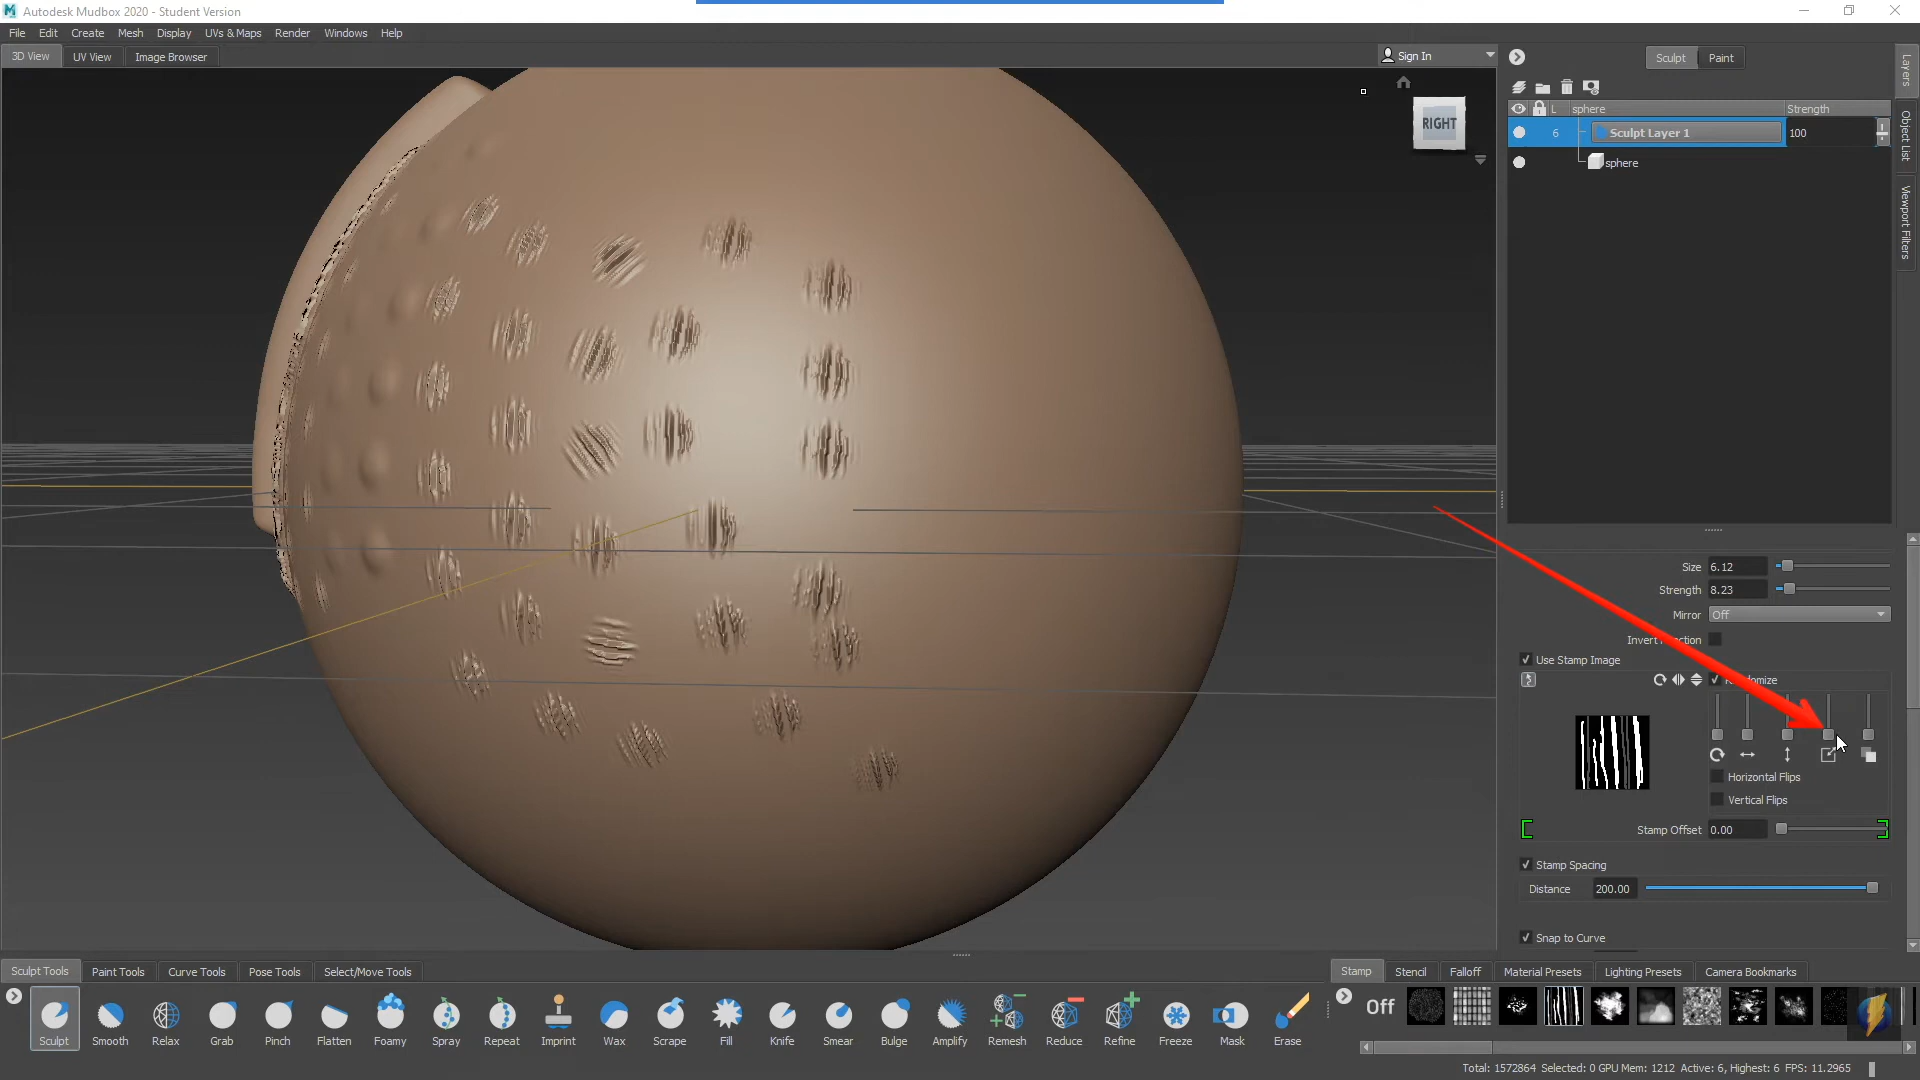 Autodesk Mudbox 2020 - Student Version
File Edit Create Mesh Display UVs & Maps Render Windows Help
3D View UV View Image Browser
Sign In
Sculpt Paint
Layers
Object List
Viewport Filters
RIGHT
L sphere Strength
6 Sculpt Layer 1 100
sphere
Size 6.12
Strength 8.23
Mirror Off
Use Stamp Image
Horizontal Flips
Vertical Flips
Stamp Offset 0.00
Stamp Spacing
Distance 200.00
Snap to Curve
Sculpt Tools Paint Tools Curve Tools Pose Tools Select/Move Tools
Stamp Stencil Falloff Material Presets Lighting Presets Camera Bookmarks
Off
Sculpt Smooth Relax Grab Pinch Flatten Foamy Spray Repeat Imprint Wax Scrape Fill Knife Smear Bulge Amplify Remesh Reduce Refine Freeze Mask Erase
Total: 1572864 Selected: 0 GPU Mem: 1212 Active: 6, Highest: 6 FPS: 11.2965